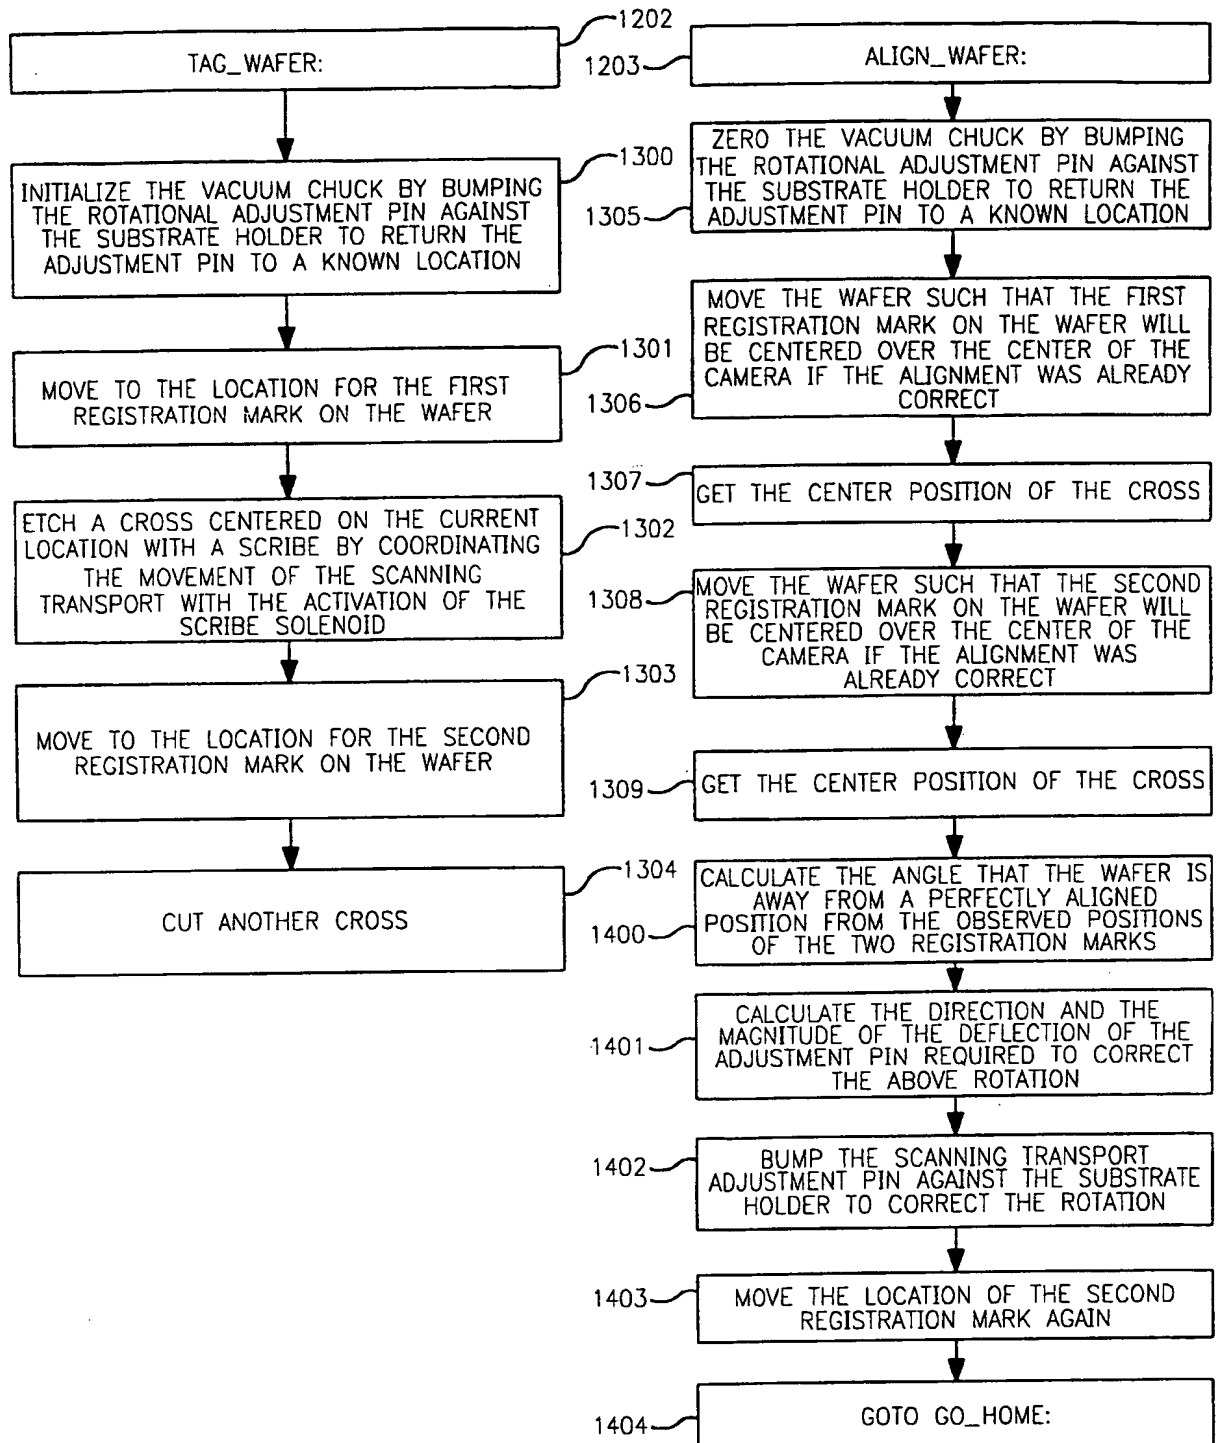 1202
TAG_WAFER:
1300
INITIALIZE THE VACUUM CHUCK BY BUMPING
THE ROTATIONAL ADJUSTMENT PIN AGAINST
THE SUBSTRATE HOLDER TO RETURN THE
ADJUSTMENT PIN TO A KNOWN LOCATION
1301
MOVE TO THE LOCATION FOR THE FIRST
REGISTRATION MARK ON THE WAFER
1302
ETCH A CROSS CENTERED ON THE CURRENT
LOCATION WITH A SCRIBE BY COORDINATING
THE MOVEMENT OF THE SCANNING
TRANSPORT WITH THE ACTIVATION OF THE
SCRIBE SOLENOID
1303
MOVE TO THE LOCATION FOR THE SECOND
REGISTRATION MARK ON THE WAFER
1304
CUT ANOTHER CROSS
1203
ALIGN_WAFER:
ZERO THE VACUUM CHUCK BY BUMPING
THE ROTATIONAL ADJUSTMENT PIN AGAINST
THE SUBSTRATE HOLDER TO RETURN THE
ADJUSTMENT PIN TO A KNOWN LOCATION
1305
MOVE THE WAFER SUCH THAT THE FIRST
REGISTRATION MARK ON THE WAFER WILL
BE CENTERED OVER THE CENTER OF THE
CAMERA IF THE ALIGNMENT WAS ALREADY
CORRECT
1306
1307
GET THE CENTER POSITION OF THE CROSS
1308
MOVE THE WAFER SUCH THAT THE SECOND
REGISTRATION MARK ON THE WAFER WILL
BE CENTERED OVER THE CENTER OF THE
CAMERA IF THE ALIGNMENT WAS
ALREADY CORRECT
1309
GET THE CENTER POSITION OF THE CROSS
CALCULATE THE ANGLE THAT THE WAFER IS
AWAY FROM A PERFECTLY ALIGNED
POSITION FROM THE OBSERVED POSITIONS
OF THE TWO REGISTRATION MARKS
1400
CALCULATE THE DIRECTION AND THE
MAGNITUDE OF THE DEFLECTION OF THE
ADJUSTMENT PIN REQUIRED TO CORRECT
THE ABOVE ROTATION
1401
1402
BUMP THE SCANNING TRANSPORT
ADJUSTMENT PIN AGAINST THE SUBSTRATE
HOLDER TO CORRECT THE ROTATION
1403
MOVE THE LOCATION OF THE SECOND
REGISTRATION MARK AGAIN
1404
GOTO GO_HOME: